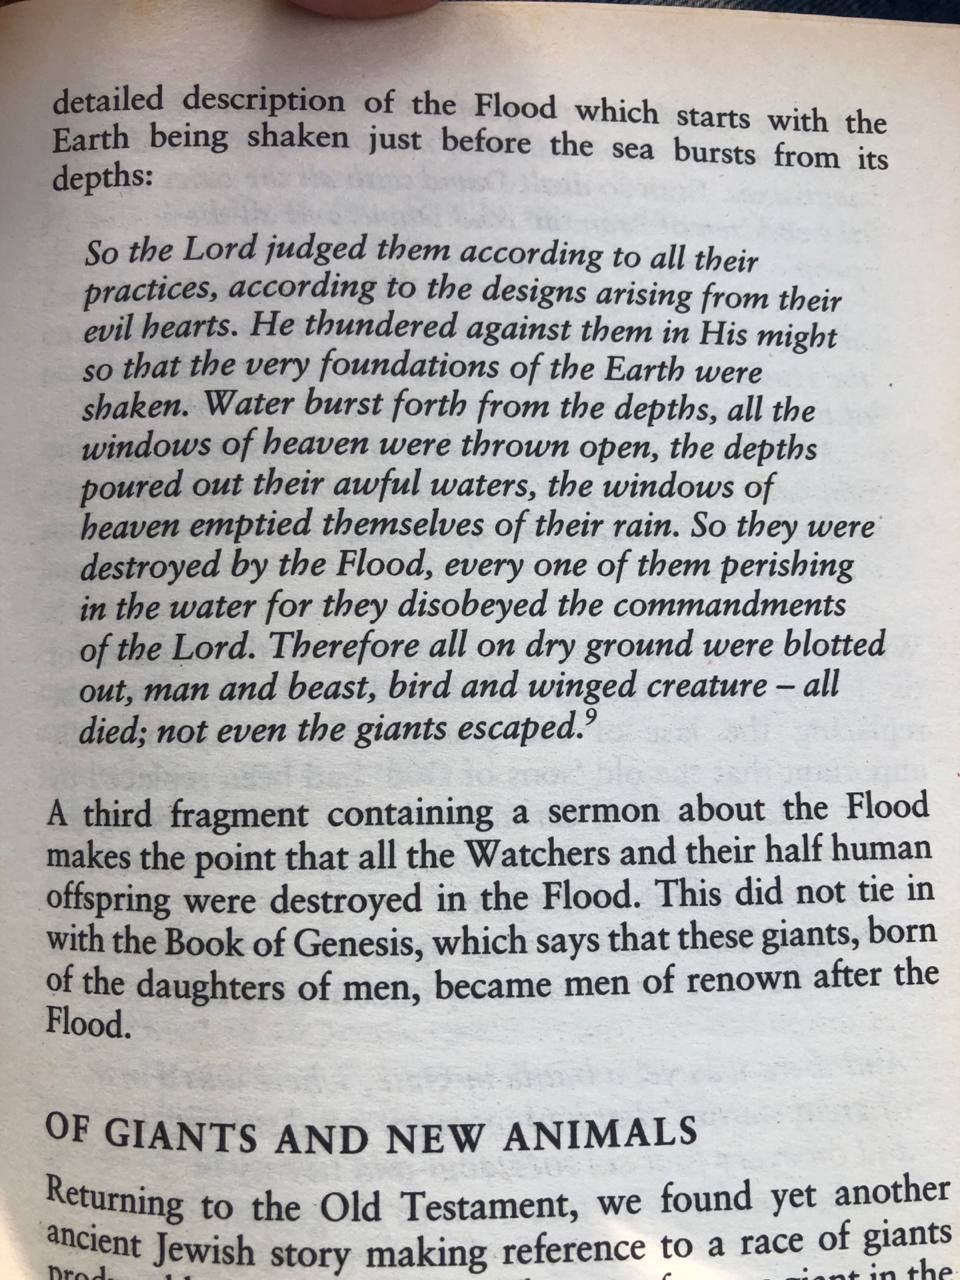 detailed description of the Flood which starts with the
Earth being shaken just before the sea bursts from its
depths:
So the Lord judged them according to all their
practices, according to the designs arising from their
evil hearts. He thundered against them in His might
so that the very foundations of the Earth were
shaken. Water burst forth from the depths, all the
windows of heaven were thrown open, the depths
poured out their awful waters, the windows of
heaven emptied themselves of their rain. So they were
destroyed by the Flood, every one of them perishing
in the water for they disobeyed the commandments
of the Lord. Therefore all on dry ground were blotted
out, man and beast, bird and winged creature – all
died; not even the giants escaped.⁹
A third fragment containing a sermon about the Flood
makes the point that all the Watchers and their half human
offspring were destroyed in the Flood. This did not tie in
with the Book of Genesis, which says that these giants, born
of the daughters of men, became men of renown after the
Flood.
OF GIANTS AND NEW ANIMALS
Returning to the Old Testament, we found yet another
ancient Jewish story making reference to a race of giants
in the